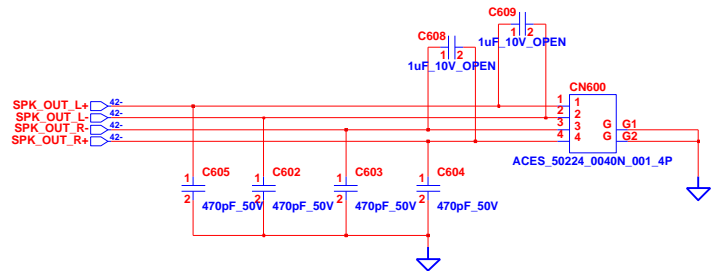 C609
1 2
1uF_10V_OPEN
C608
1 2
1uF_10V_OPEN
CN600
SPK_OUT_L+ 42- 1 1
SPK_OUT_L- 42- 2 2
SPK_OUT_R- 42- 3 3 G G1
SPK_OUT_R+ 42- 4 4 G G2
ACES_50224_0040N_001_4P
C605 C602 C603 C604
1 1 1 1
2 2 2 2
470pF_50V 470pF_50V 470pF_50V 470pF_50V